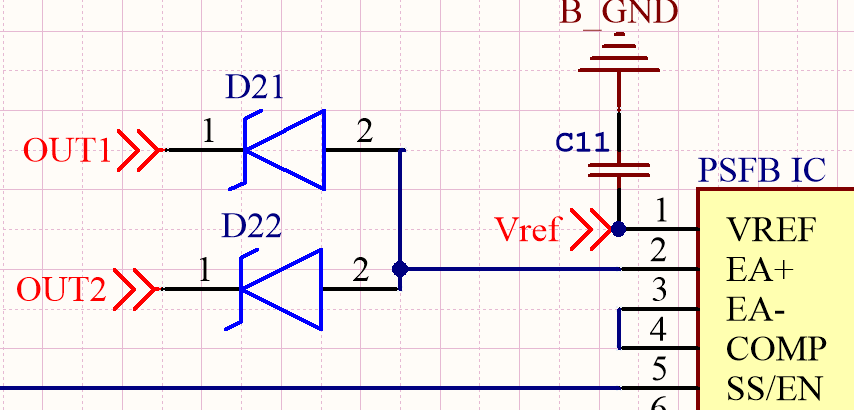 B_GND
D21
1
2
OUT1
C11
PSFB IC
Vref
1
VREF
D22
1
2
OUT2
2
EA+
3
EA-
4
COMP
5
SS/EN
6